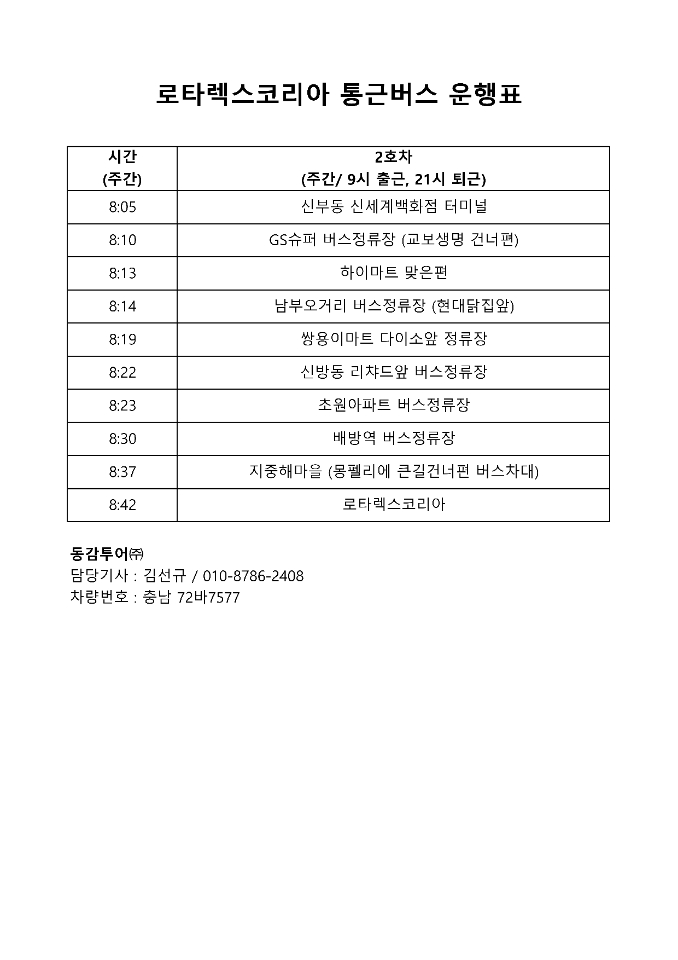 로타렉스코리아 통근버스 운행표
시간 2호차
(주간) (주간/ 9시 출근, 21시 퇴근)
8:05 신부동 신세계백화점 터미널
8:10 GS슈퍼 버스정류장 (교보생명 건너편)
8:13 하이마트 맞은편
8:14 남부오거리 버스정류장 (현대닭집앞)
8:19 쌍용이마트 다이소앞 정류장
8:22 신방동 리챠드앞 버스정류장
8:23 초원아파트 버스정류장
8:30 배방역 버스정류장
8:37 지중해마을 (몽펠리에 큰길건너편 버스차대)
8:42 로타렉스코리아
동감투어㈜
담당기사 : 김선규 / 010-8786-2408
차량번호 : 충남 72바7577